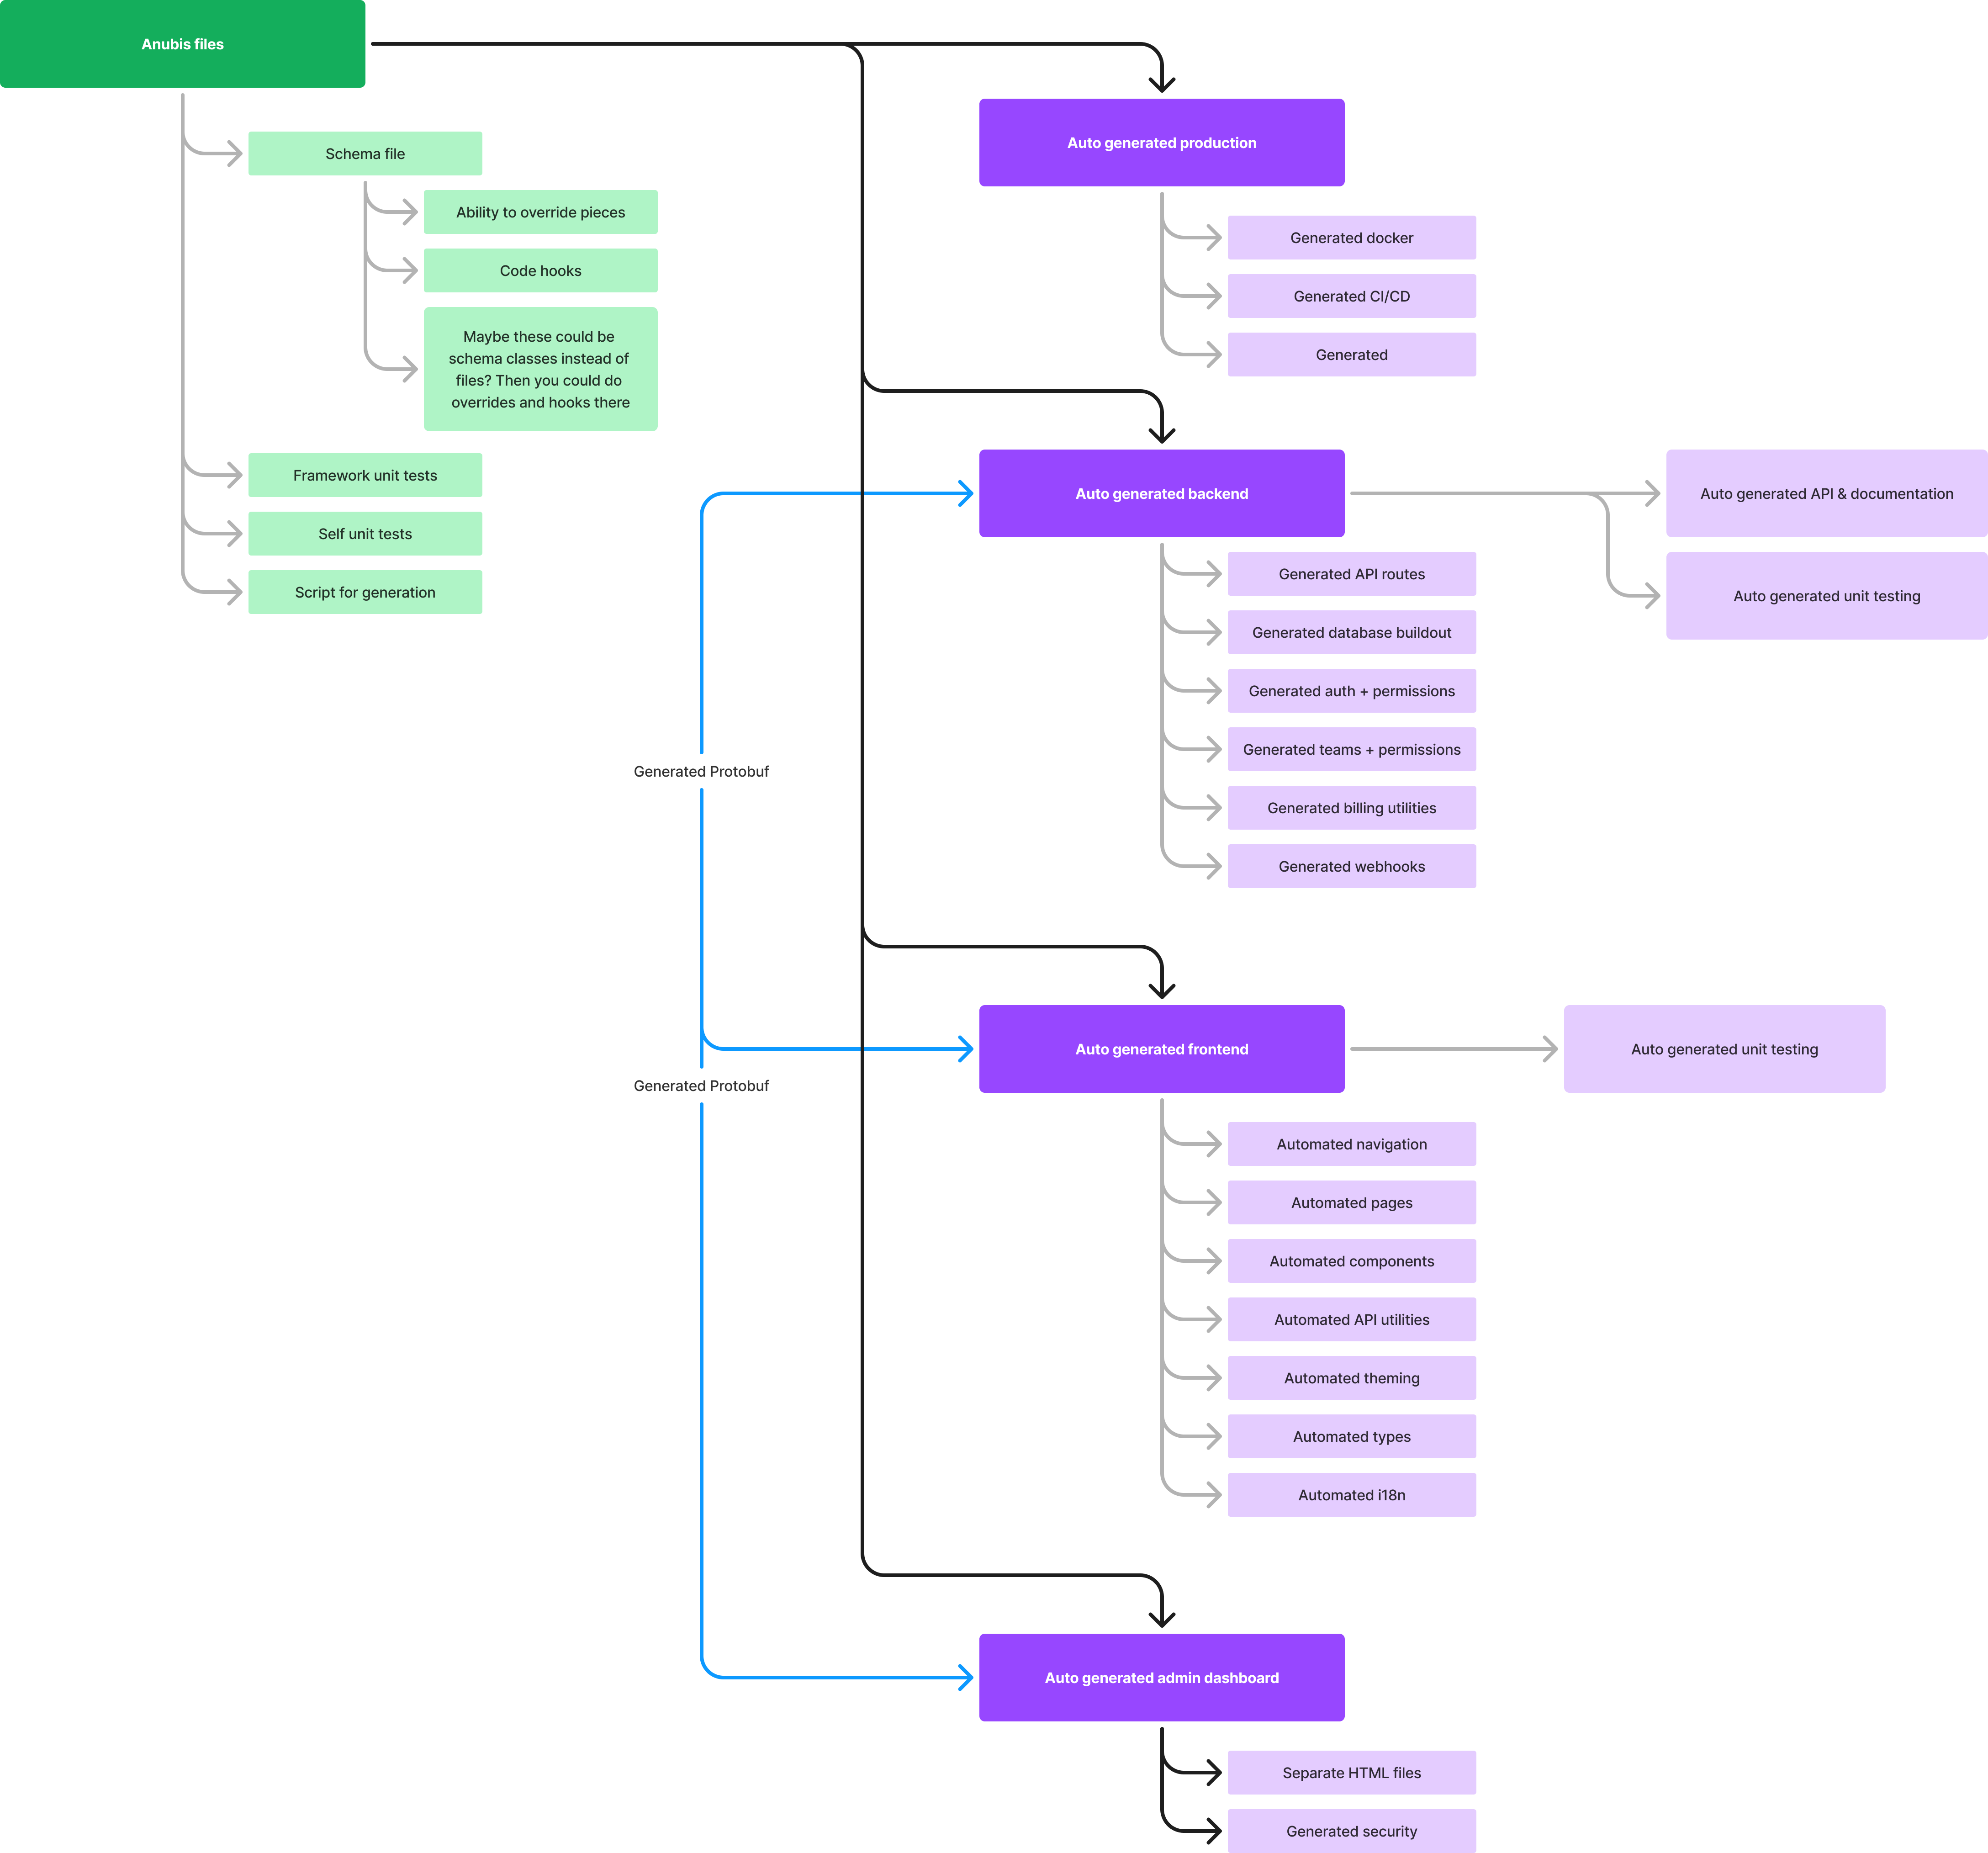 Anubis files
Schema file
Ability to override pieces
Code hooks
Maybe these could be
schema classes instead of
files? Then you could do
overrides and hooks there
Framework unit tests
Self unit tests
Script for generation
Auto generated production
Generated docker
Generated CI/CD
Generated
Auto generated backend
Auto generated API & documentation
Auto generated unit testing
Generated API routes
Generated database buildout
Generated auth + permissions
Generated teams + permissions
Generated billing utilities
Generated webhooks
Generated Protobuf
Auto generated frontend
Auto generated unit testing
Generated Protobuf
Automated navigation
Automated pages
Automated components
Automated API utilities
Automated theming
Automated types
Automated i18n
Auto generated admin dashboard
Separate HTML files
Generated security